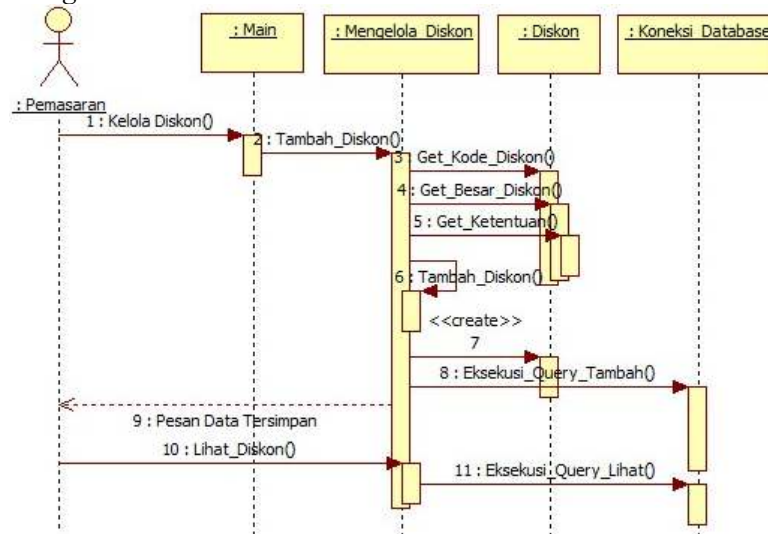 : Main
: Mengelola_Diskon
: Diskon
: Koneksi_Database
: Pemasaran
1 : Kelola Diskon()
2 : Tambah_Diskon()
3 : Get_Kode_Diskon()
4 : Get_Besar_Diskon()
5 : Get_Ketentuan()
6 : Tambah_Diskon()
<<create>>
7
8 : Eksekusi_Query_Tambah()
9 : Pesan Data Tersimpan
10 : Lihat_Diskon()
11 : Eksekusi_Query_Lihat()